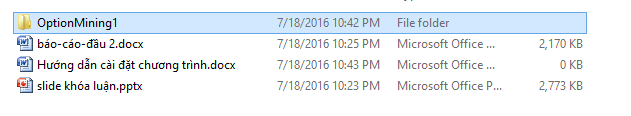 OptionMining1 7/18/2016 10:42 PM File folder
báo-cáo-đầu 2.docx 7/18/2016 10:25 PM Microsoft Office ... 2,170 KB
Hướng dẫn cài đặt chương trình.docx 7/18/2016 10:43 PM Microsoft Office ... 0 KB
slide khóa luận.pptx 7/18/2016 10:23 PM Microsoft Office P... 2,773 KB